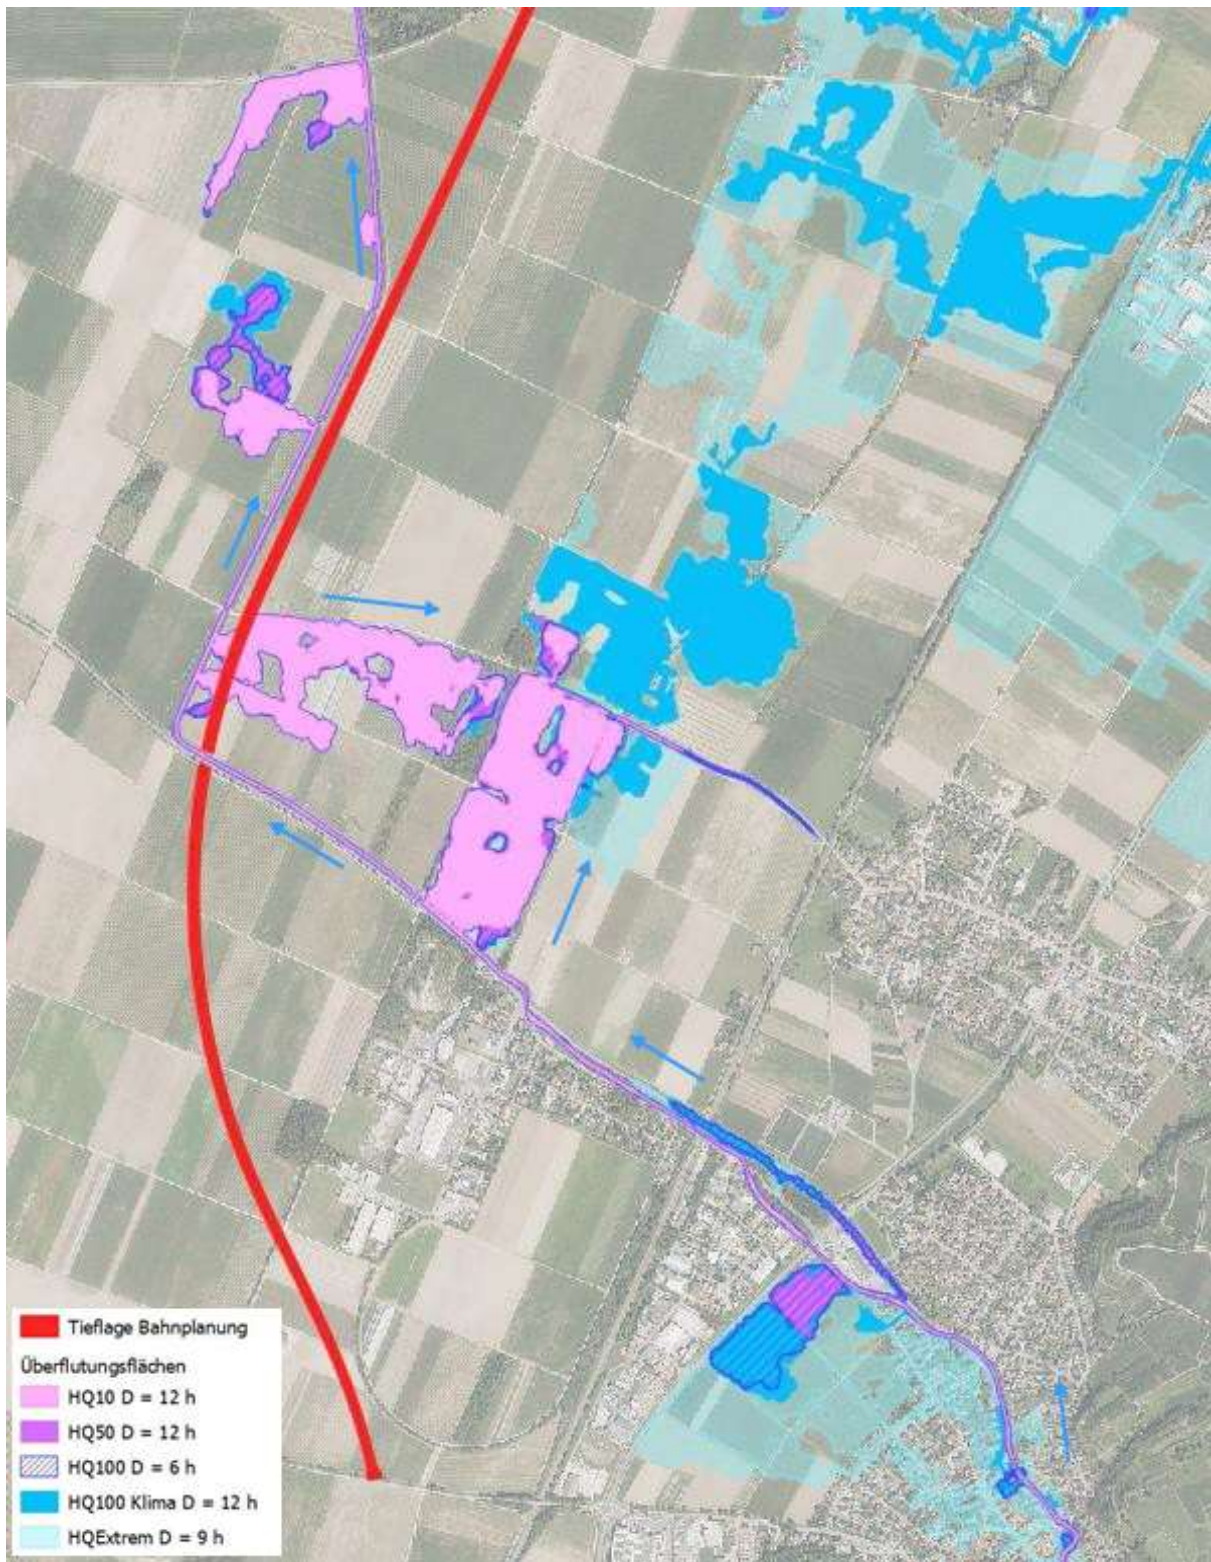 Tieflage Bahnplanung
Überflutungsflächen
HQ10 D = 12 h
HQ50 D = 12 h
HQ100 D = 6 h
HQ100 Klima D = 12 h
HQExtrem D = 9 h